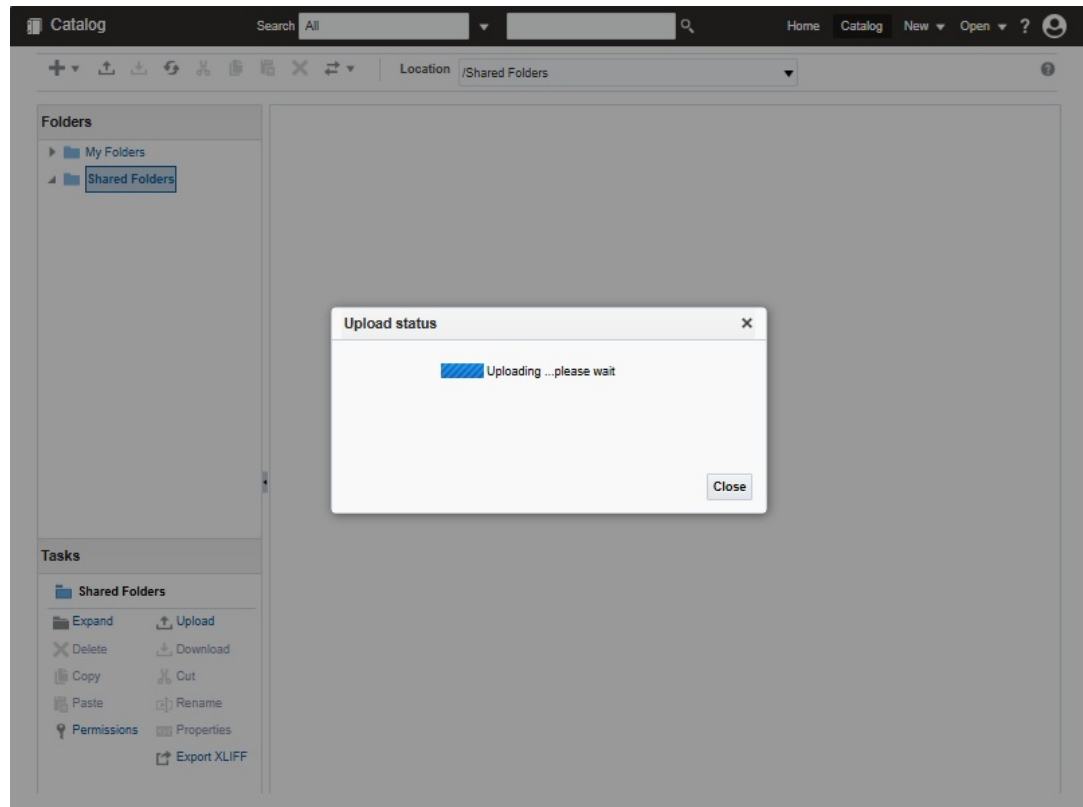 Catalog Search All Home Catalog New Open ?
Location /Shared Folders
Folders
My Folders
Shared Folders
Upload status
Uploading ...please wait
Close
Tasks
Shared Folders
Expand Upload
Delete Download
Copy Cut
Paste Rename
Permissions Properties
Export XLIFF